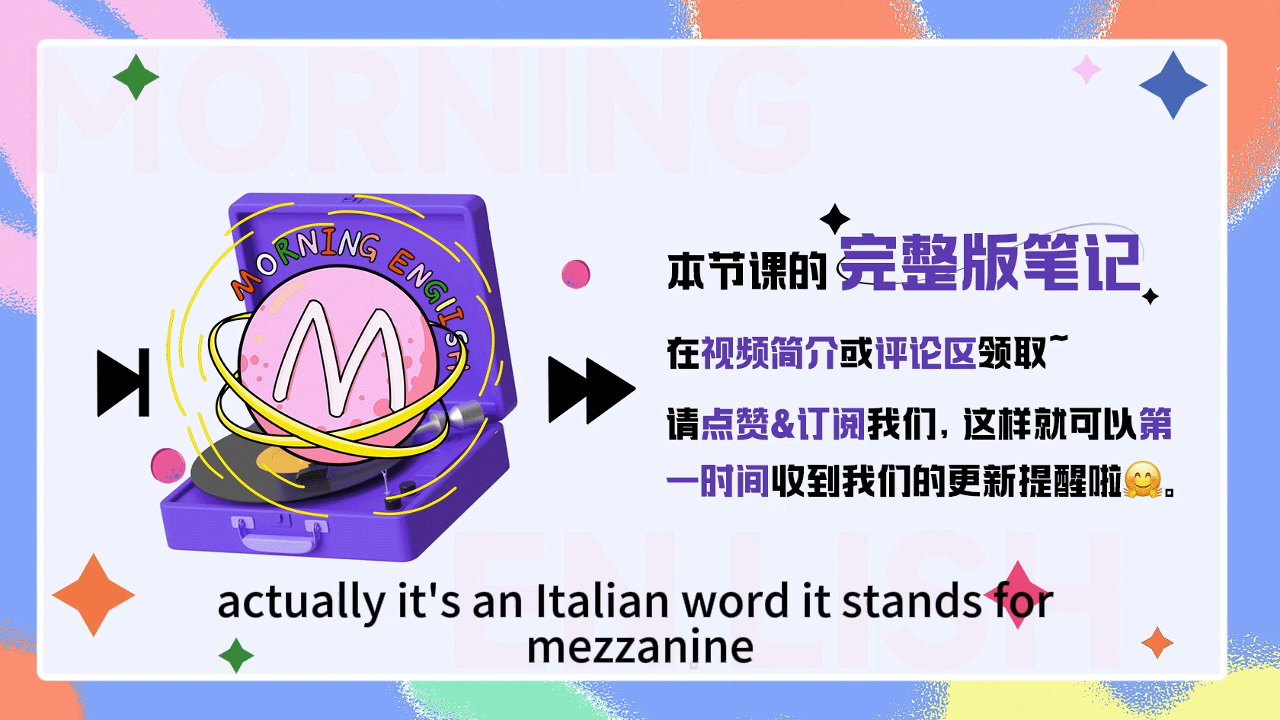 MORNING
MORNING ENGlISH
M
本节课的 完整版笔记
在视频简介或评论区领取~
请点赞&订阅我们, 这样就可以第
一时间收到我们的更新提醒啦🤗。
ENLISH
actually it's an Italian word it stands for
mezzanine